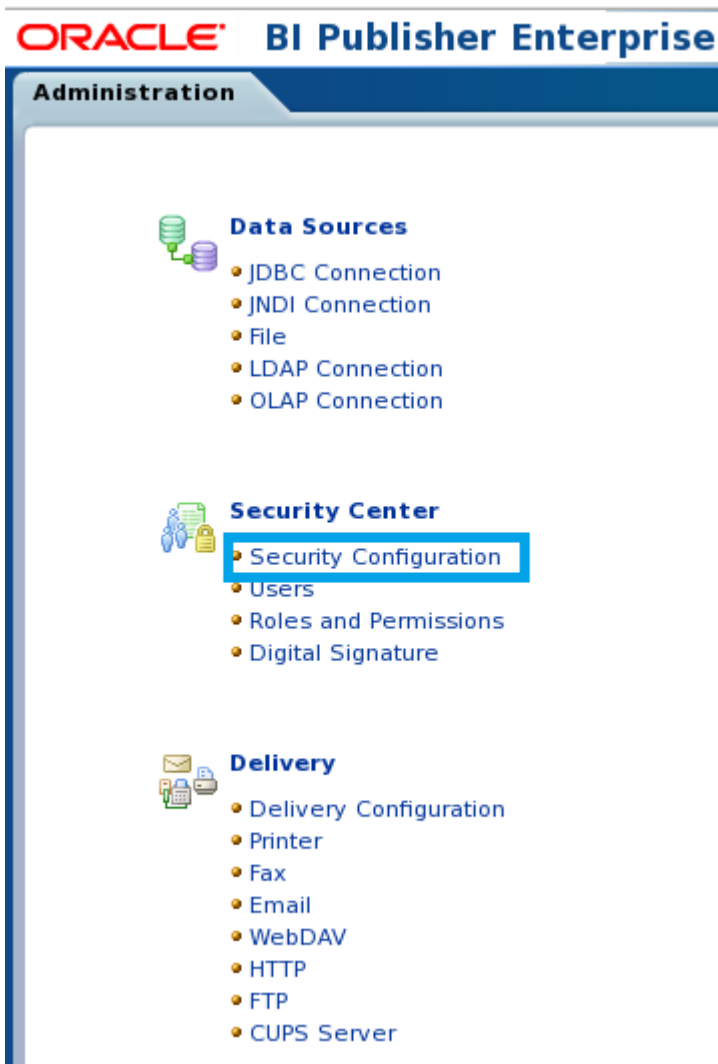 ORACLE BI Publisher Enterprise
Administration
Data Sources
JDBC Connection
JNDI Connection
File
LDAP Connection
OLAP Connection
Security Center
Security Configuration
Users
Roles and Permissions
Digital Signature
Delivery
Delivery Configuration
Printer
Fax
Email
WebDAV
HTTP
FTP
CUPS Server